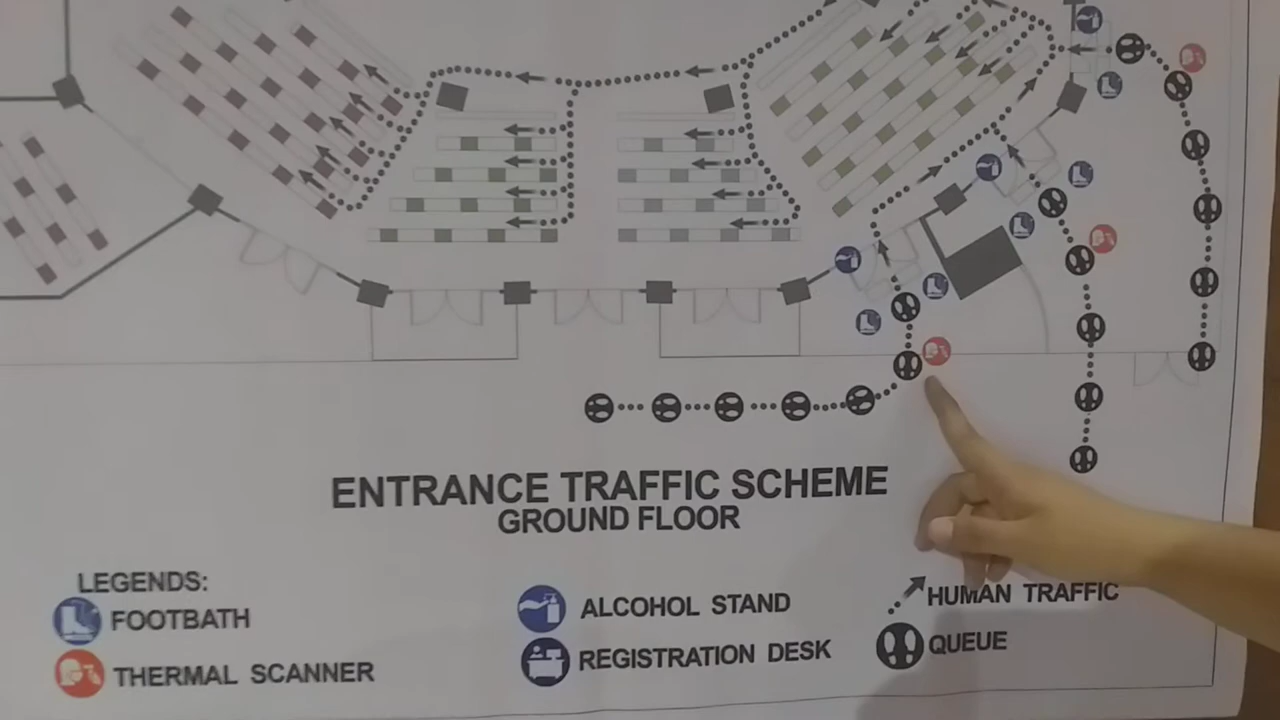 ENTRANCE TRAFFIC SCHEME
GROUND FLOOR
LEGENDS:
FOOTBATH
THERMAL SCANNER
ALCOHOL STAND
REGISTRATION DESK
HUMAN TRAFFIC
QUEUE